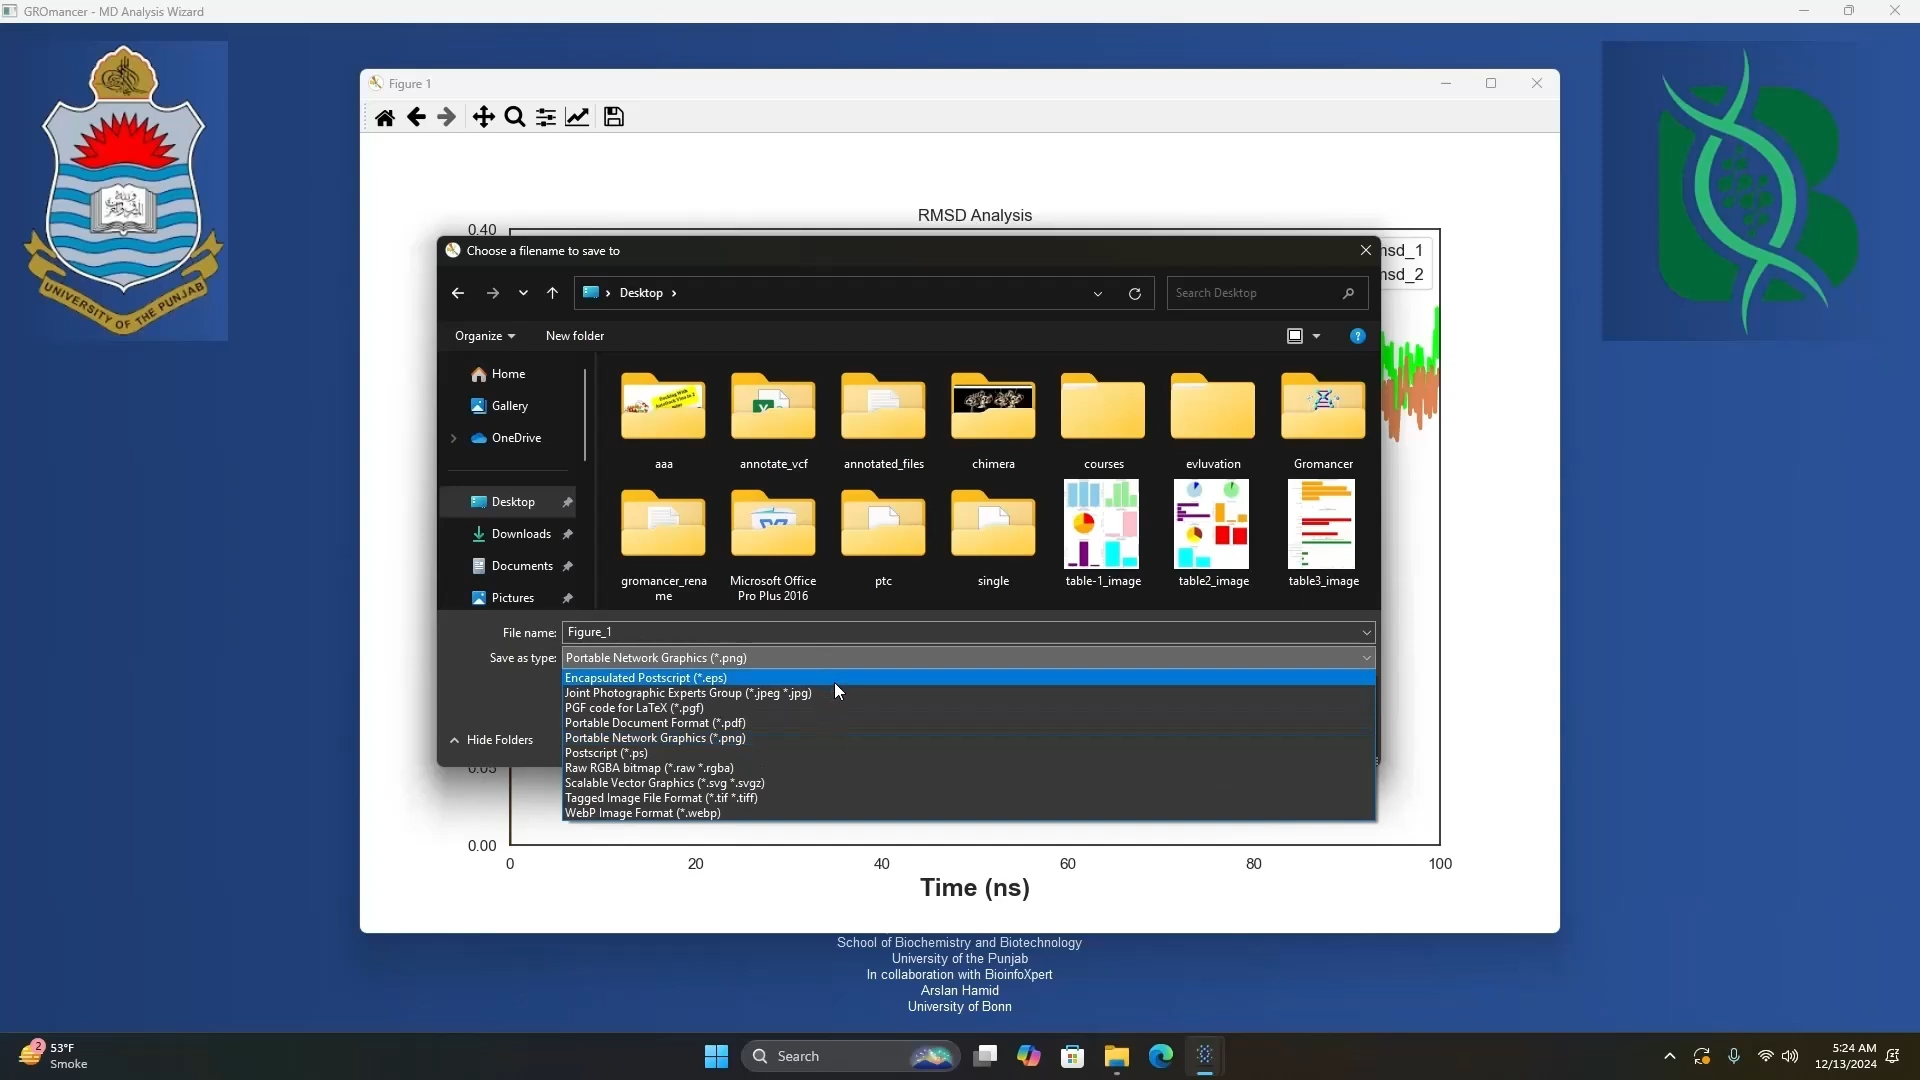 GROmancer - MD Analysis Wizard
UNIVERSITY OF THE PUNJAB
Figure 1
RMSD Analysis
0.40
msd_1
msd_2
Choose a filename to save to
Desktop
Search Desktop
Organize
New folder
Home
Gallery
OneDrive
Desktop
Downloads
Documents
Pictures
aaa
annotate_vcf
annotated_files
chimera
courses
evluvation
Gromancer
gromancer_rena
me
Microsoft Office
Pro Plus 2016
ptc
single
table-1_image
table2_image
table3_image
File name: Figure_1
Save as type: Portable Network Graphics (*.png)
Encapsulated Postscript (*.eps)
Joint Photographic Experts Group (*.jpeg *.jpg)
PGF code for LaTeX (*.pgf)
Portable Document Format (*.pdf)
Portable Network Graphics (*.png)
Postscript (*.ps)
Raw RGBA bitmap (*.raw *.rgba)
Scalable Vector Graphics (*.svg *.svgz)
Tagged Image File Format (*.tif *.tiff)
WebP Image Format (*.webp)
Hide Folders
0.05
0.00
0 20 40 60 80 100
Time (ns)
School of Biochemistry and Biotechnology
University of the Punjab
In collaboration with BioinfoXpert
Arslan Hamid
University of Bonn
2
53°F
Smoke
Search
5:24 AM
12/13/2024